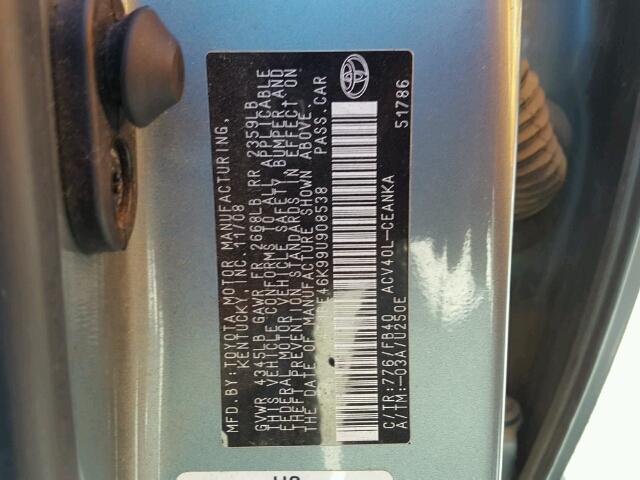 MFD.BY:TOYOTA MOTOR MANUFACTURING,
KENTUCKY, INC. 11/08
GVWR 4345LB GAWR FR 2668LB RR 2359LB
THIS VEHICLE CONFORMS TO ALL APPLICABLE
FEDERAL MOTOR VEHICLE SAFETY BUMPER,AND
THEFT PREVENTION STANDARDS IN EFFECT ON
THE DATE OF MANUFACTURE SHOWN ABOVE.
E46K99U908538 PASS.CAR
C/TR:776/FB40 ACV40L-CEANKA
A/TM:-03A/U250E 51786